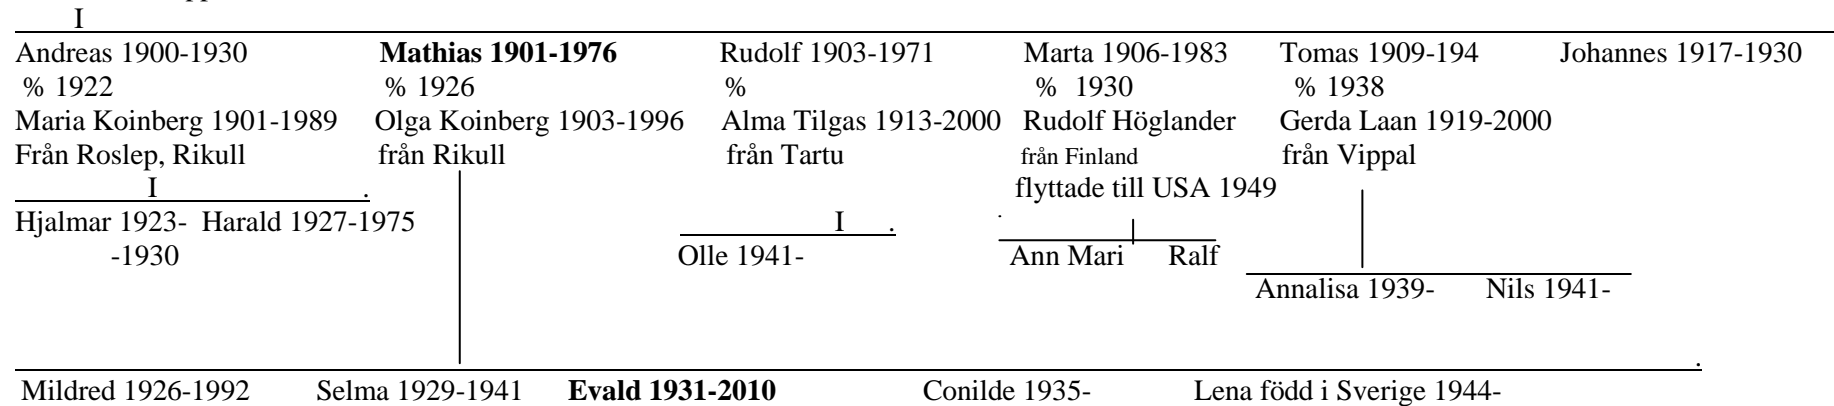 I
Andreas 1900-1930 Mathias 1901-1976 Rudolf 1903-1971 Marta 1906-1983 Tomas 1909-194 Johannes 1917-1930
% 1922 % 1926 % % 1930 % 1938
Maria Koinberg 1901-1989 Olga Koinberg 1903-1996 Alma Tilgas 1913-2000 Rudolf Höglander Gerda Laan 1919-2000
Från Roslep, Rikull från Rikull från Tartu från Finland från Vippal
I . flyttade till USA 1949
Hjalmar 1923- Harald 1927-1975 I .
-1930 Olle 1941- Ann Mari Ralf
Annalisa 1939- Nils 1941-
.
Mildred 1926-1992 Selma 1929-1941 Evald 1931-2010 Conilde 1935- Lena född i Sverige 1944-